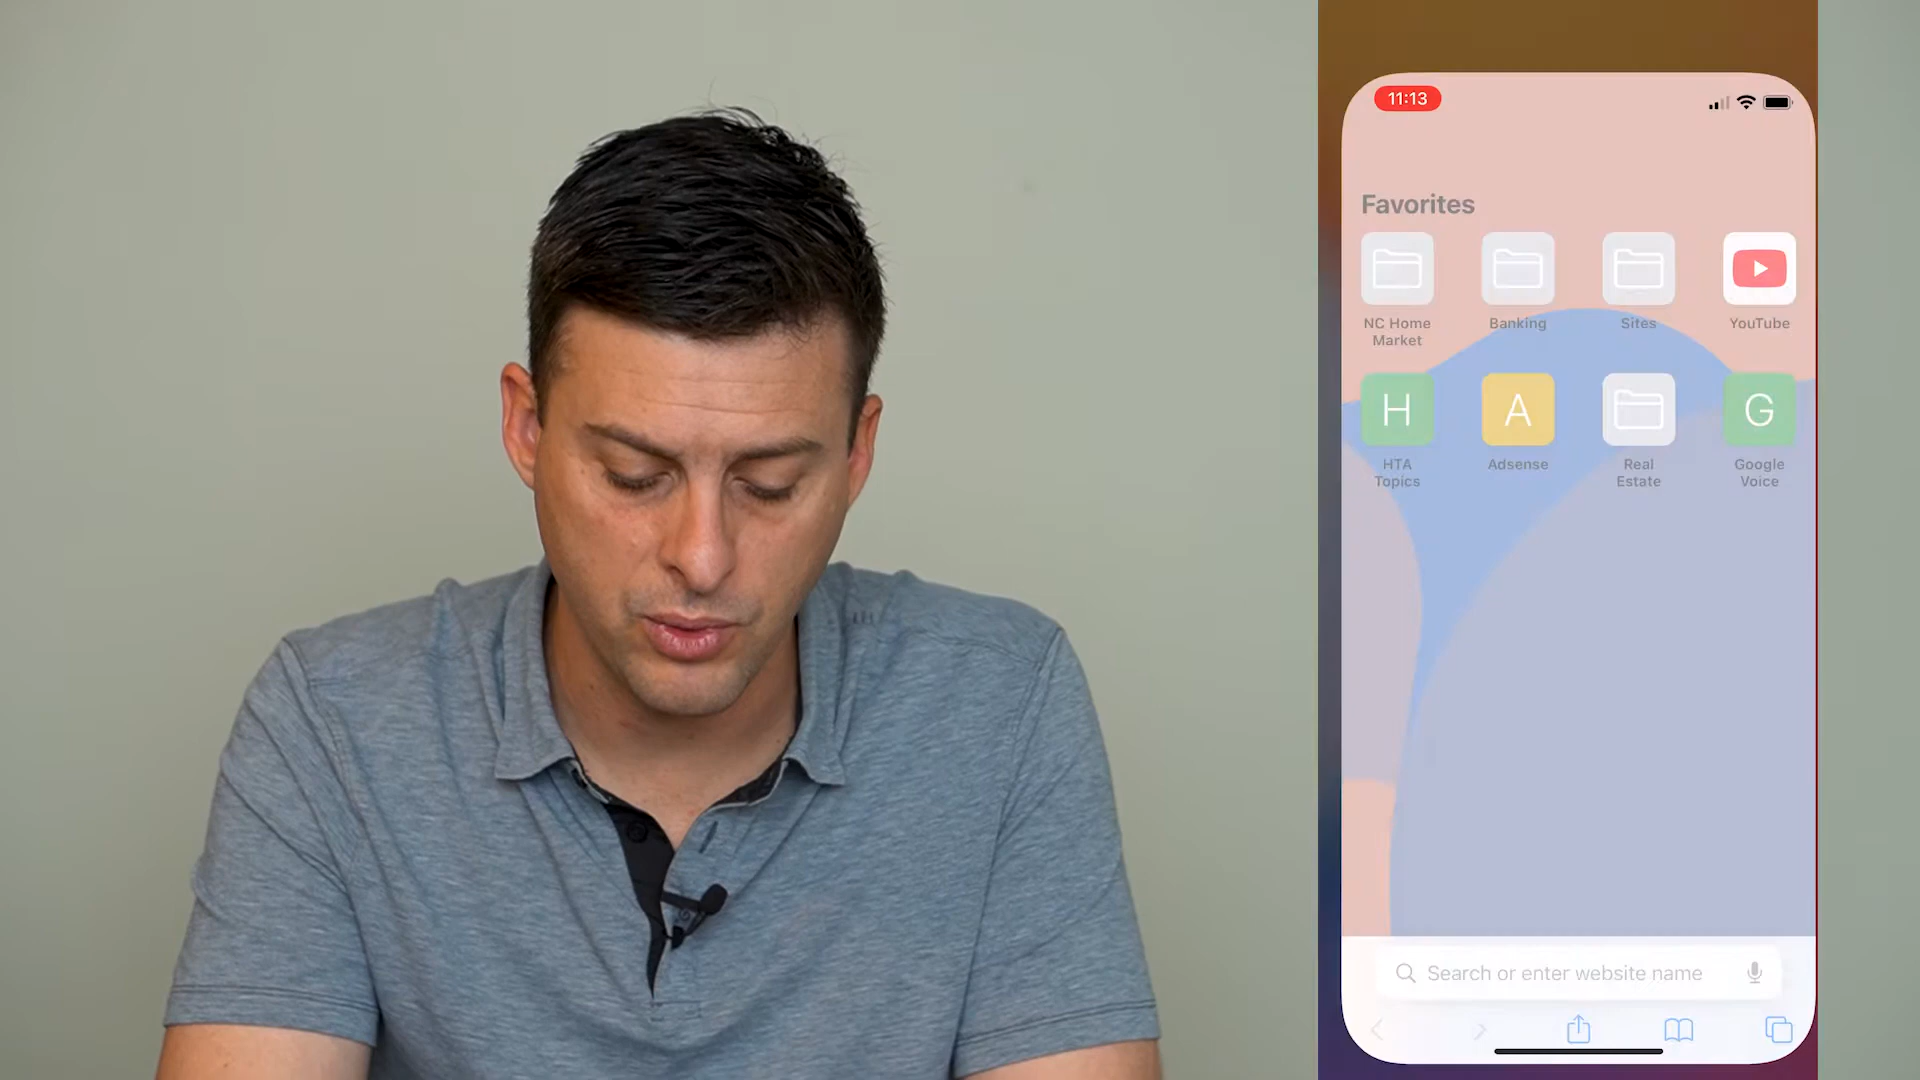 11:13
Favorites
NC Home
Market
Banking
Sites
YouTube
H
A
G
HTA
Topics
Adsense
Real
Estate
Google
Voice
Search or enter website name